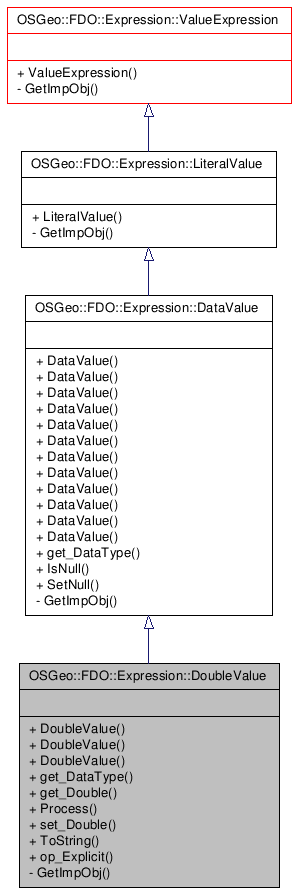 OSGeo::FDO::Expression::ValueExpression
+ ValueExpression()
- GetImpObj()
OSGeo::FDO::Expression::LiteralValue
+ LiteralValue()
- GetImpObj()
OSGeo::FDO::Expression::DataValue
+ DataValue()
+ DataValue()
+ DataValue()
+ DataValue()
+ DataValue()
+ DataValue()
+ DataValue()
+ DataValue()
+ DataValue()
+ DataValue()
+ DataValue()
+ DataValue()
+ get_DataType()
+ IsNull()
+ SetNull()
- GetImpObj()
OSGeo::FDO::Expression::DoubleValue
+ DoubleValue()
+ DoubleValue()
+ DoubleValue()
+ get_DataType()
+ get_Double()
+ Process()
+ set_Double()
+ ToString()
+ op_Explicit()
- GetImpObj()